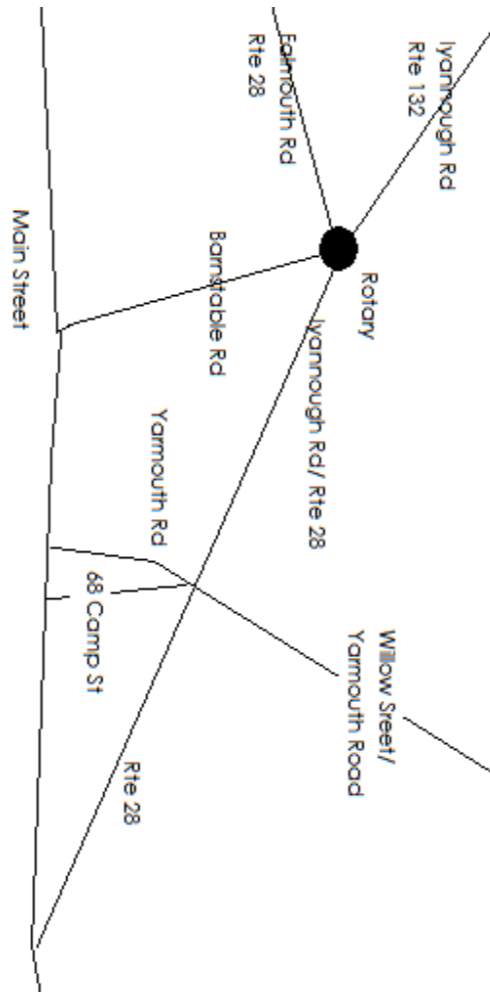 Iyannough Rd
Rte 132
Willow Sreet/
Yarmouth Road
Rotary
Iyannough Rd/ Rte 28
Falmouth Rd
Rte 28
Barnstable Rd
Yarmouth Rd
Rte 28
68 Camp St
Main Street